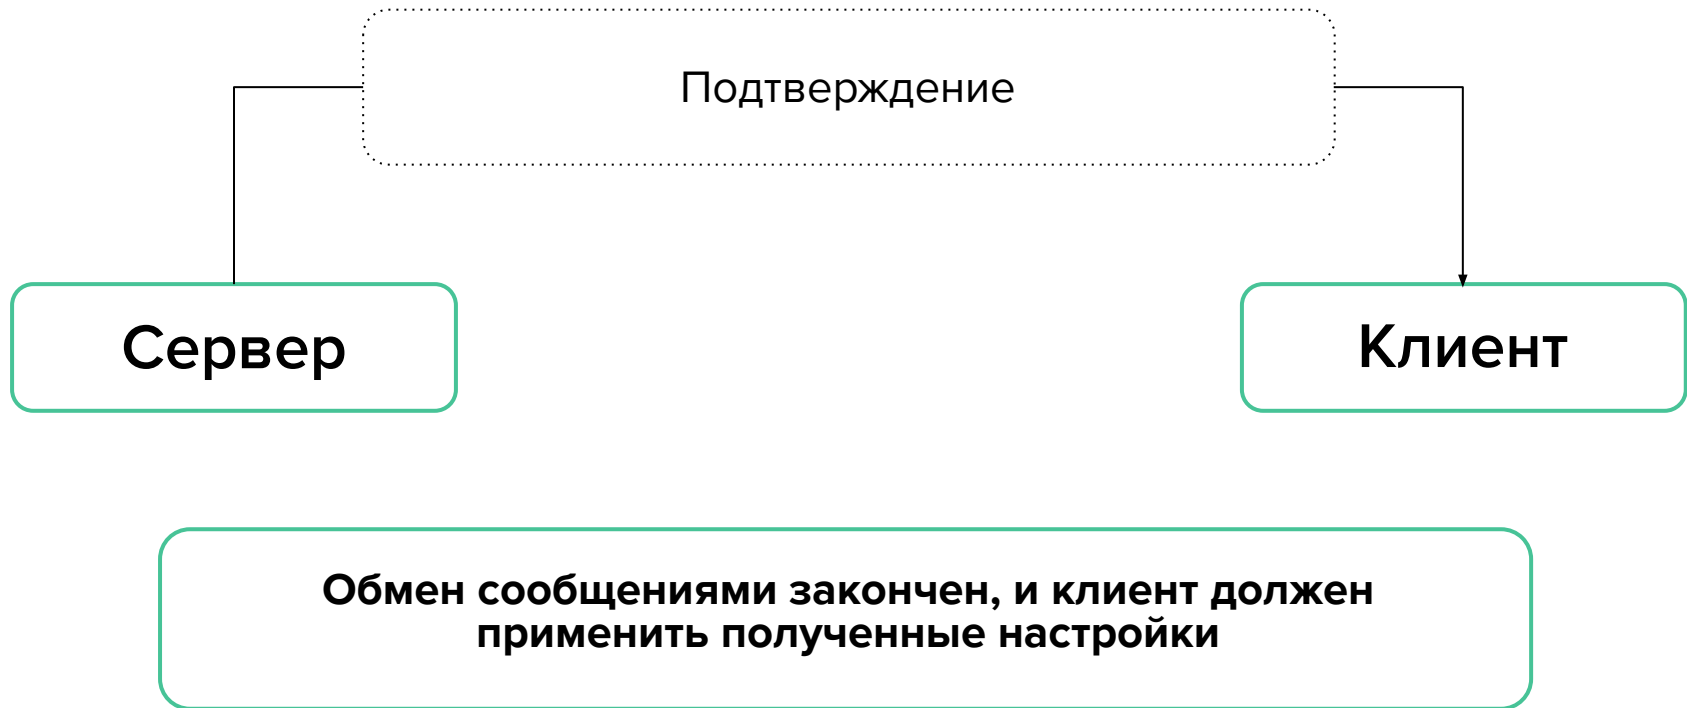 Подтверждение
Сервер
Клиент
Обмен сообщениями закончен, и клиент должен
применить полученные настройки